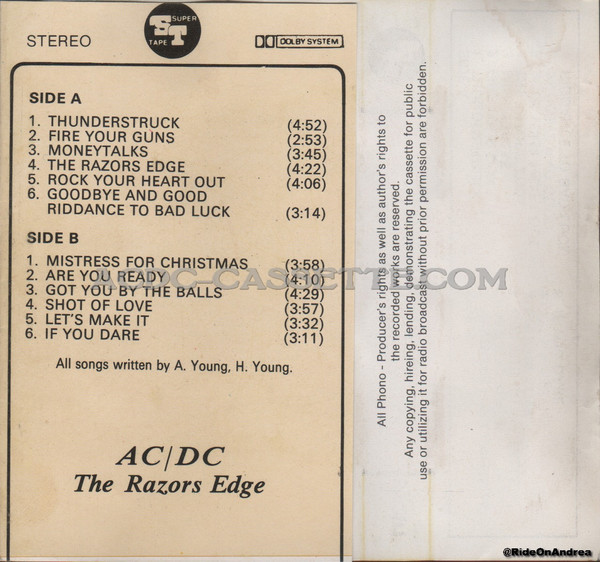 STEREO
SUPER
ST
TAPE
DOLBY SYSTEM
SIDE A
1. THUNDERSTRUCK (4:52)
2. FIRE YOUR GUNS (2:53)
3. MONEYTALKS (3:45)
4. THE RAZORS EDGE (4:22)
5. ROCK YOUR HEART OUT (4:06)
6. GOODBYE AND GOOD
RIDDANCE TO BAD LUCK (3:14)
SIDE B
1. MISTRESS FOR CHRISTMAS (3:58)
2. ARE YOU READY (4:10)
3. GOT YOU BY THE BALLS (4:29)
4. SHOT OF LOVE (3:57)
5. LET'S MAKE IT (3:32)
6. IF YOU DARE (3:11)
All songs written by A. Young, H. Young.
AC/DC
The Razors Edge
All Phono - Producer's rights as well as author's rights to
the recorded works are reserved.
Any copying, hireing, lending, demonstrating the cassette for public
use or utilizing it for radio broadcast without prior permission are forbidden.
ACDC-CASSETTE.COM
@RideOnAndrea